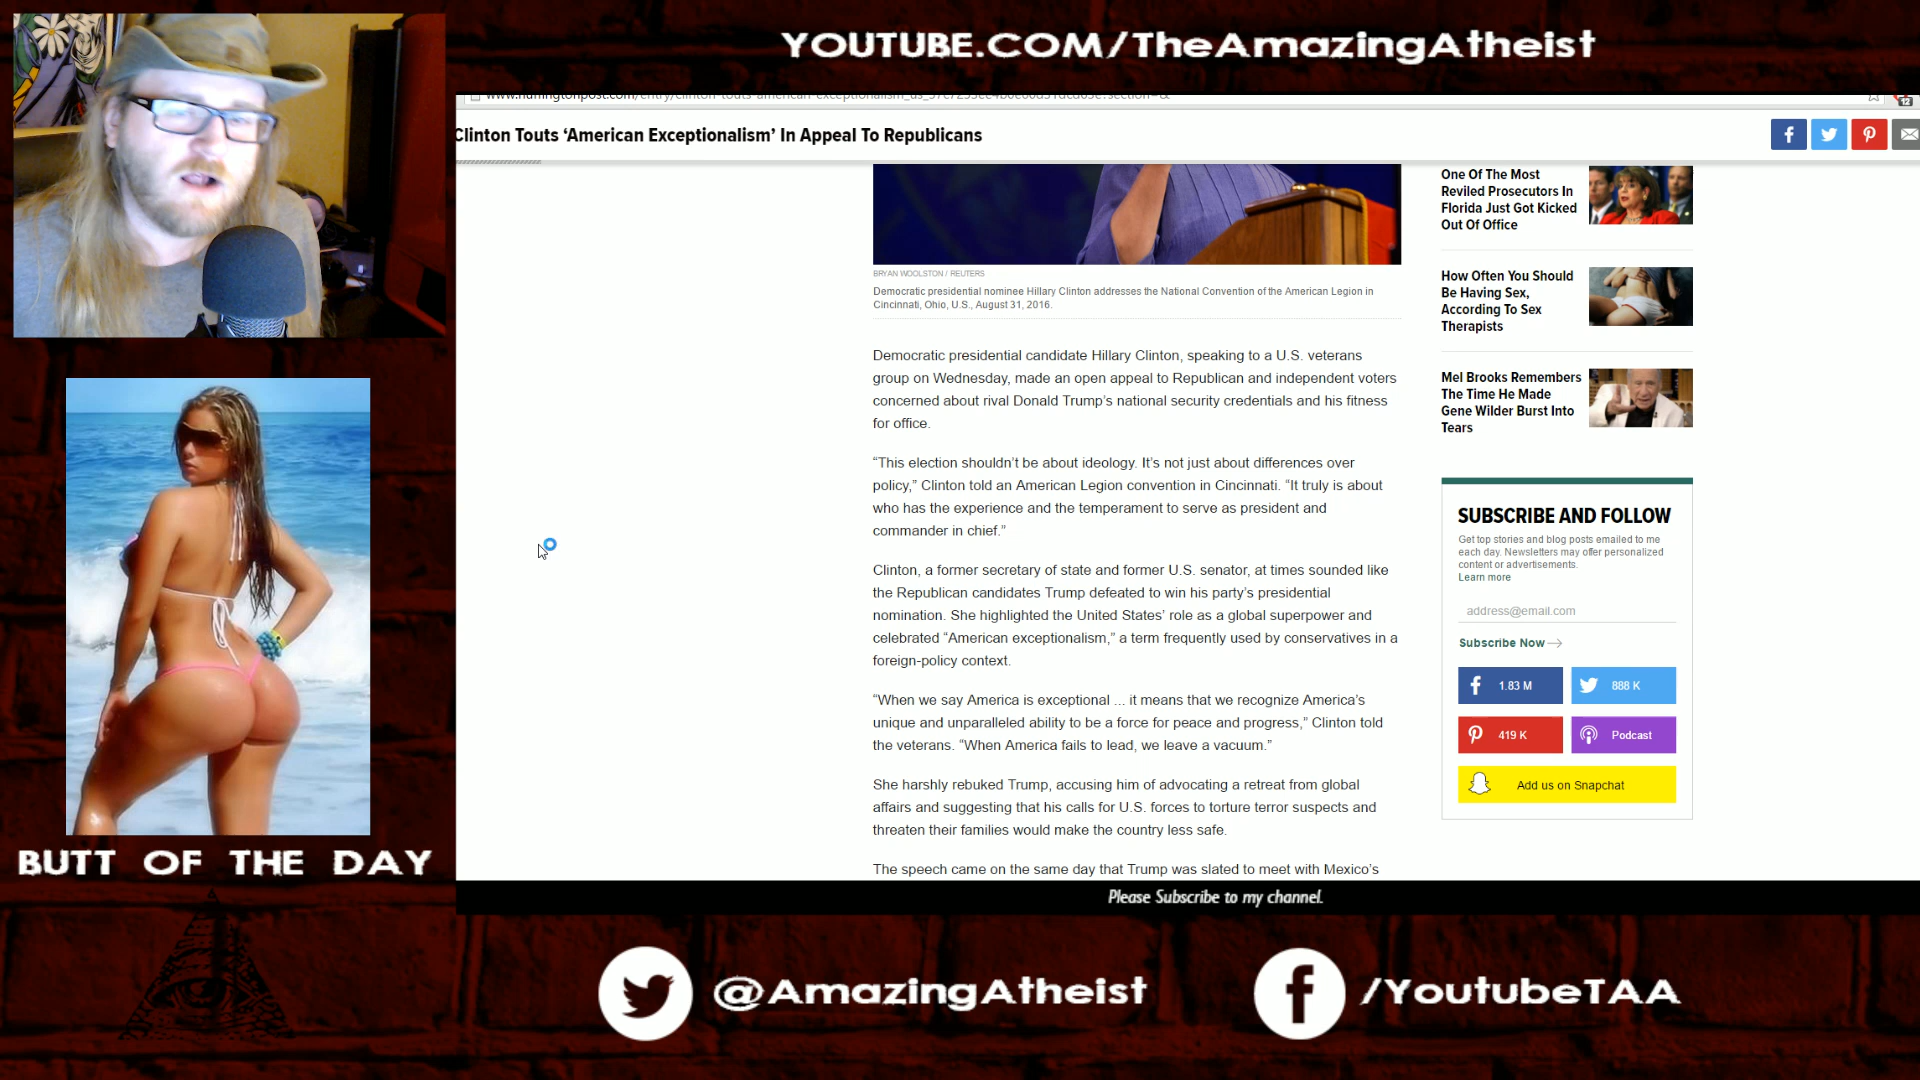 YOUTUBE.COM/TheAmazingAtheist
Clinton Touts ‘American Exceptionalism’ In Appeal To Republicans
12
BRYAN WOOLSTON / REUTERS
Democratic presidential nominee Hillary Clinton addresses the National Convention of the American Legion in
Cincinnati, Ohio, U.S., August 31, 2016.
Democratic presidential candidate Hillary Clinton, speaking to a U.S. veterans
group on Wednesday, made an open appeal to Republican and independent voters
concerned about rival Donald Trump’s national security credentials and his fitness
for office.
“This election shouldn’t be about ideology. It’s not just about differences over
policy,” Clinton told an American Legion convention in Cincinnati. “It truly is about
who has the experience and the temperament to serve as president and
commander in chief.”
Clinton, a former secretary of state and former U.S. senator, at times sounded like
the Republican candidates Trump defeated to win his party’s presidential
nomination. She highlighted the United States’ role as a global superpower and
celebrated “American exceptionalism,” a term frequently used by conservatives in a
foreign-policy context.
“When we say America is exceptional ... it means that we recognize America’s
unique and unparalleled ability to be a force for peace and progress,” Clinton told
the veterans. “When America fails to lead, we leave a vacuum.”
She harshly rebuked Trump, accusing him of advocating a retreat from global
affairs and suggesting that his calls for U.S. forces to torture terror suspects and
threaten their families would make the country less safe.
The speech came on the same day that Trump was slated to meet with Mexico’s
One Of The Most
Reviled Prosecutors In
Florida Just Got Kicked
Out Of Office
How Often You Should
Be Having Sex,
According To Sex
Therapists
Mel Brooks Remembers
The Time He Made
Gene Wilder Burst Into
Tears
SUBSCRIBE AND FOLLOW
Get top stories and blog posts emailed to me
each day. Newsletters may offer personalized
content or advertisements.
Learn more
address@email.com
Subscribe Now
1.83 M
888 K
419 K
Podcast
Add us on Snapchat
BUTT OF THE DAY
Please Subscribe to my channel.
@AmazingAtheist
/YoutubeTAA